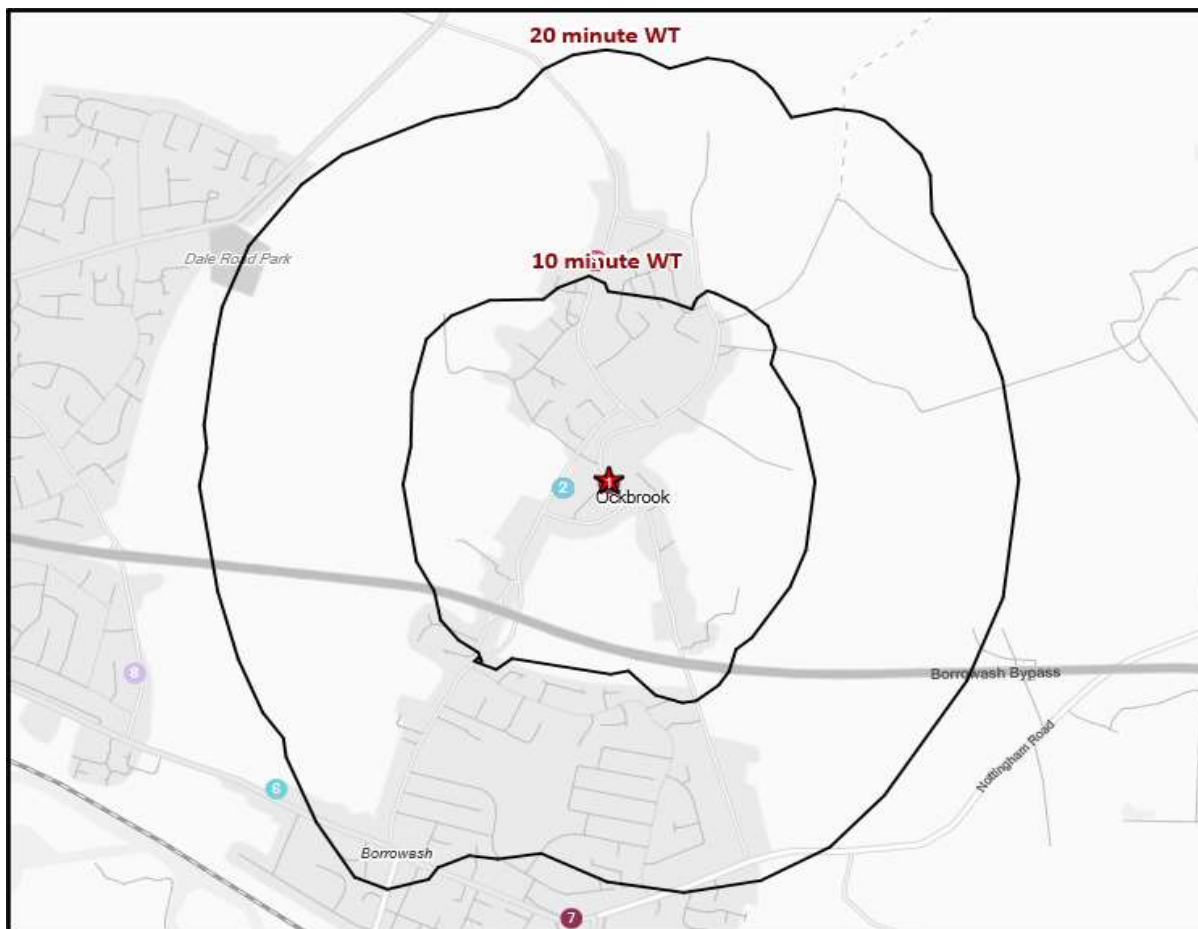 20 minute WT
Dale Road Park
10 minute WT
2
1
Ockbrook
8
Borrowash Bypass
Nottingham Road
6
Borrowash
7